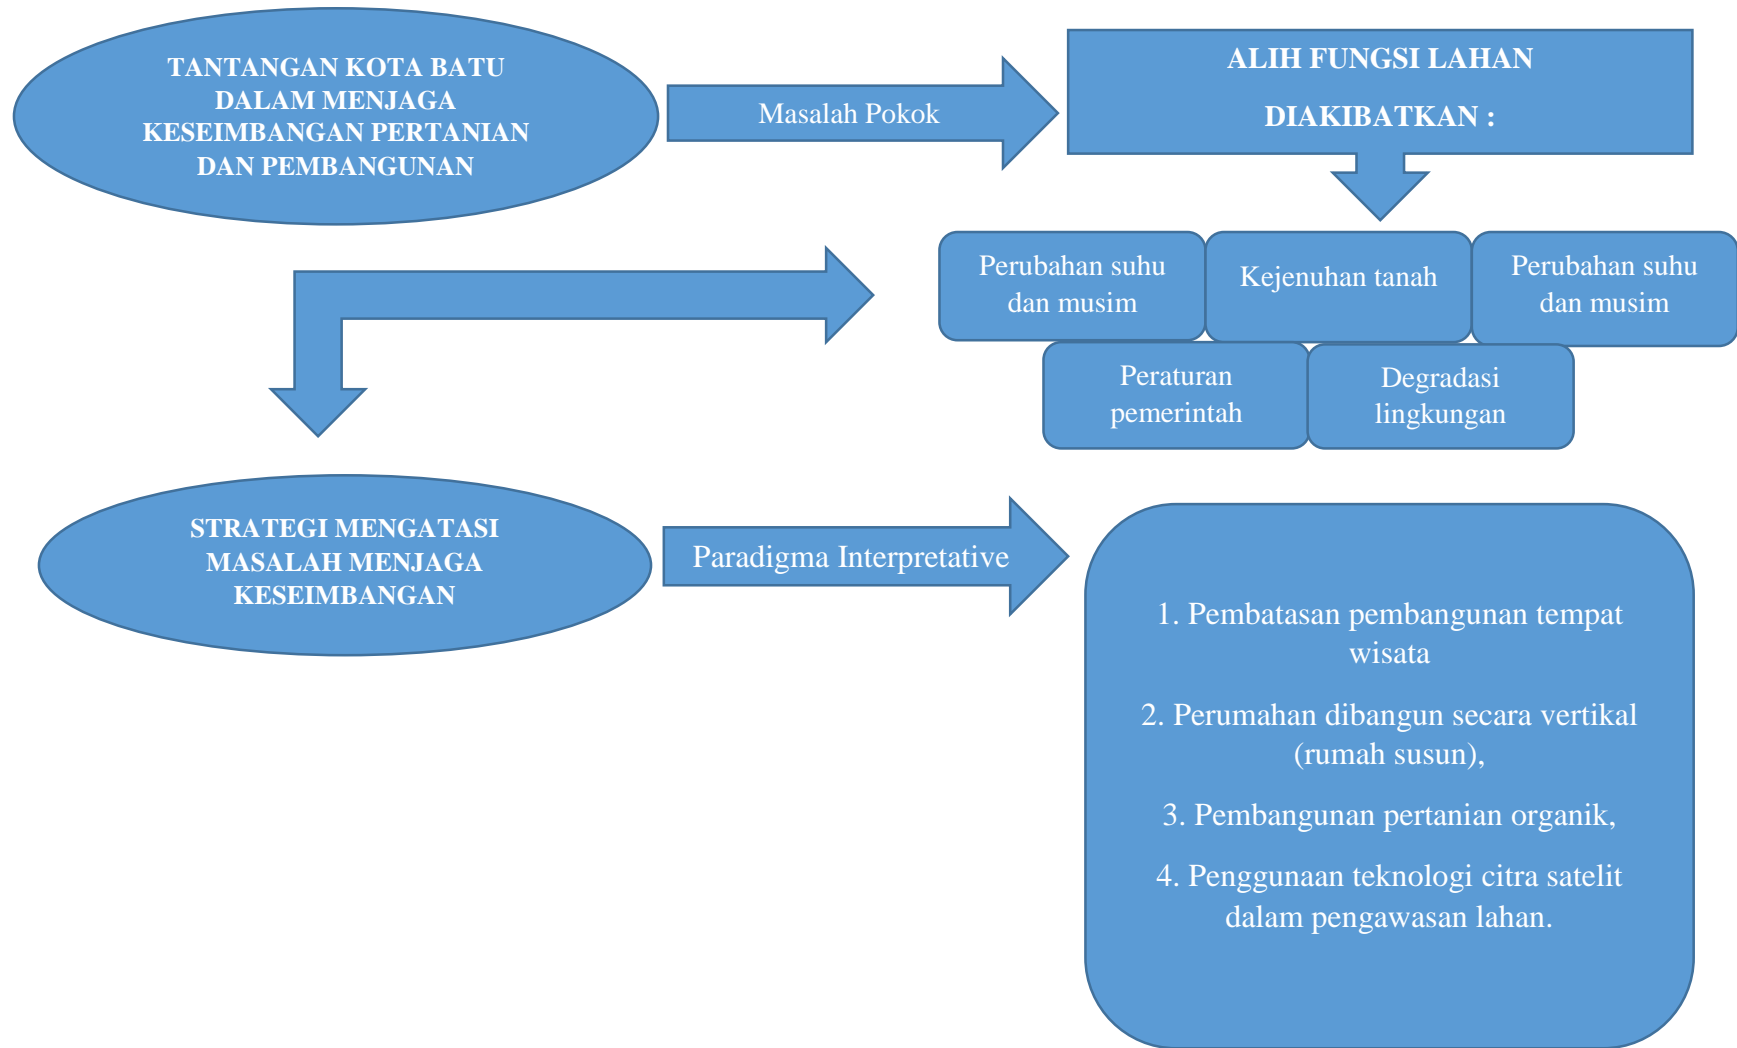 TANTANGAN KOTA BATU
DALAM MENJAGA
KESEIMBANGAN PERTANIAN
DAN PEMBANGUNAN
Masalah Pokok
ALIH FUNGSI LAHAN
DIAKIBATKAN :
Perubahan suhu
dan musim
Kejenuhan tanah
Perubahan suhu
dan musim
Peraturan
pemerintah
Degradasi
lingkungan
STRATEGI MENGATASI
MASALAH MENJAGA
KESEIMBANGAN
Paradigma Interpretative
1. Pembatasan pembangunan tempat
wisata
2. Perumahan dibangun secara vertikal
(rumah susun),
3. Pembangunan pertanian organik,
4. Penggunaan teknologi citra satelit
dalam pengawasan lahan.